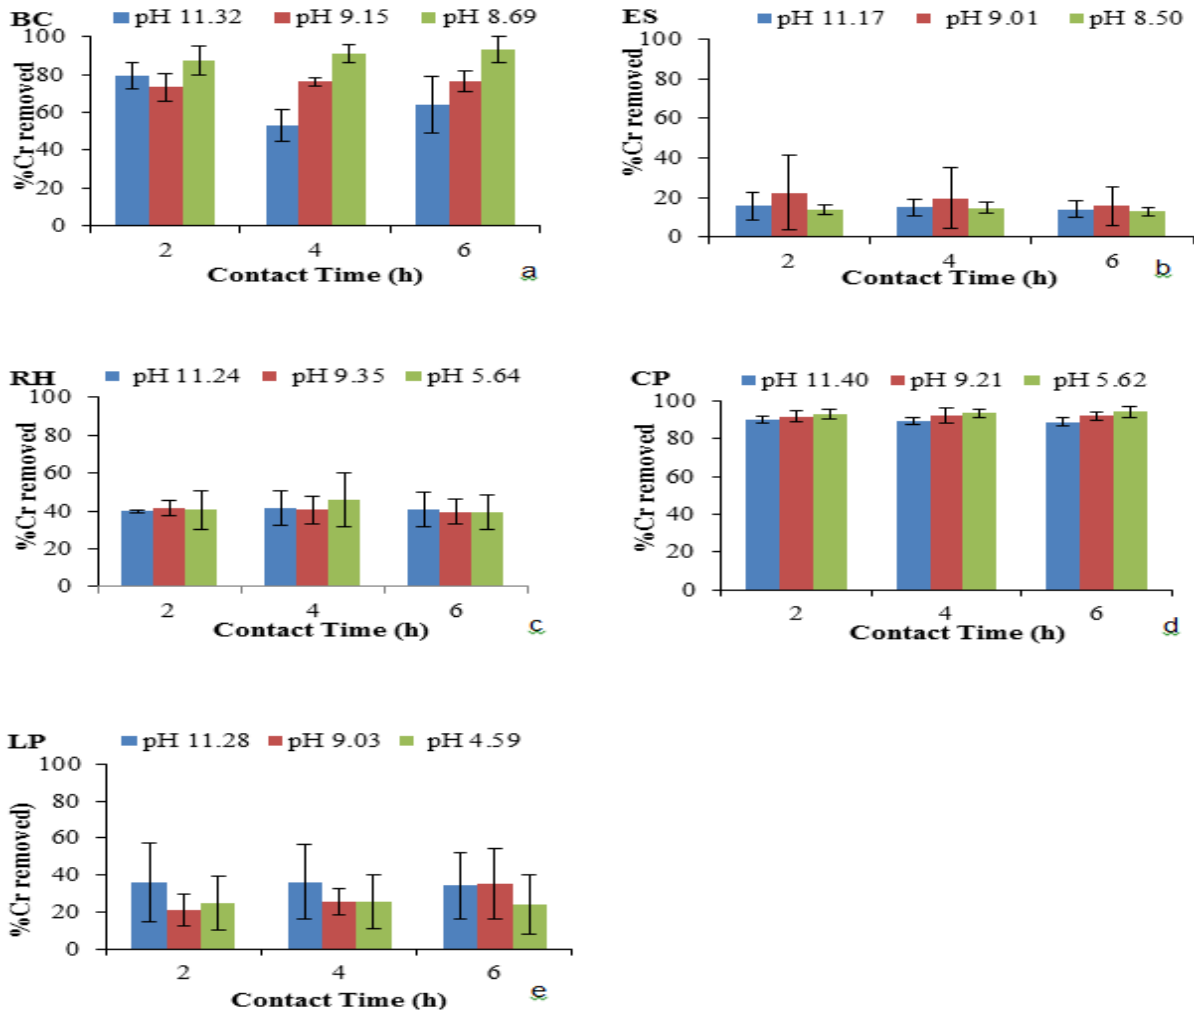 BC
pH 11.32 pH 9.15 pH 8.69
100
80
60
40
20
0
%Cr removed
2 4 6
Contact Time (h)
a
ES
pH 11.17 pH 9.01 pH 8.50
100
80
60
40
20
0
%Cr removed
2 4 6
Contact Time (h)
b
RH
pH 11.24 pH 9.35 pH 5.64
100
80
60
40
20
0
%Cr removed
2 4 6
Contact Time (h)
c
CP
pH 11.40 pH 9.21 pH 5.62
100
80
60
40
20
0
%Cr removed
2 4 6
Contact Time (h)
d
LP
pH 11.28 pH 9.03 pH 4.59
100
80
60
40
20
0
%Cr removed)
2 4 6
Contact Time (h)
e